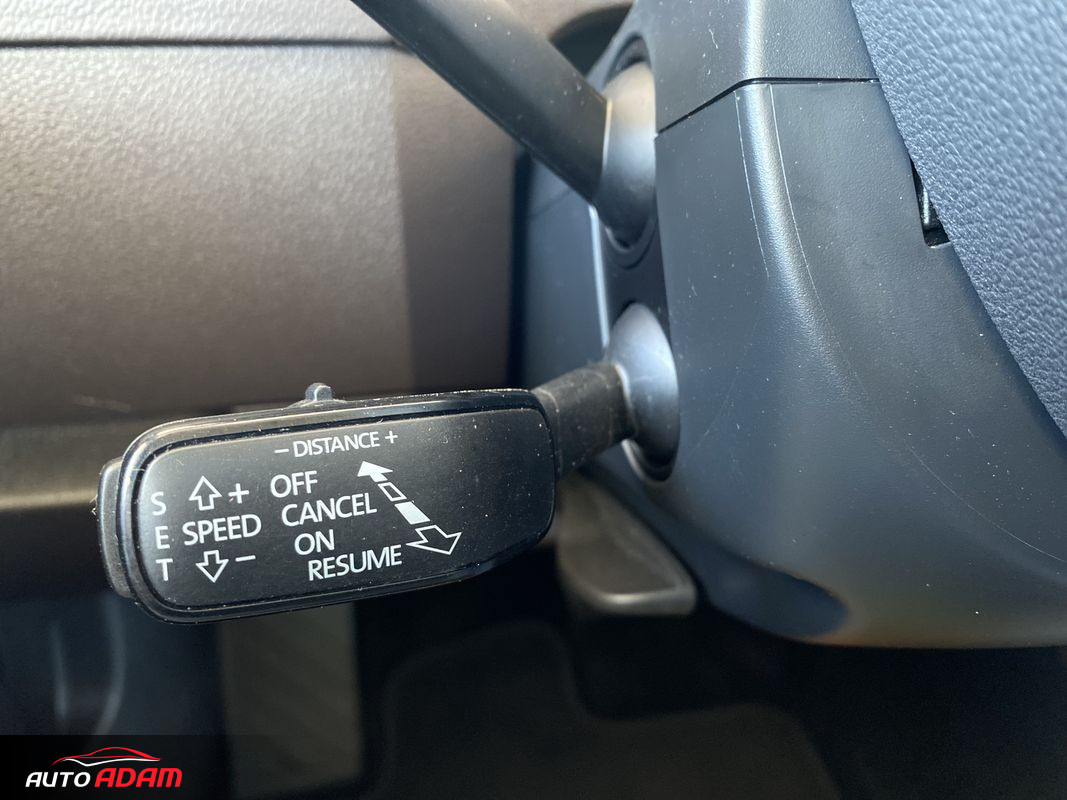 – DISTANCE +
S
E
T
+
SPEED
–
OFF
CANCEL
ON
RESUME
AUTO ADAM